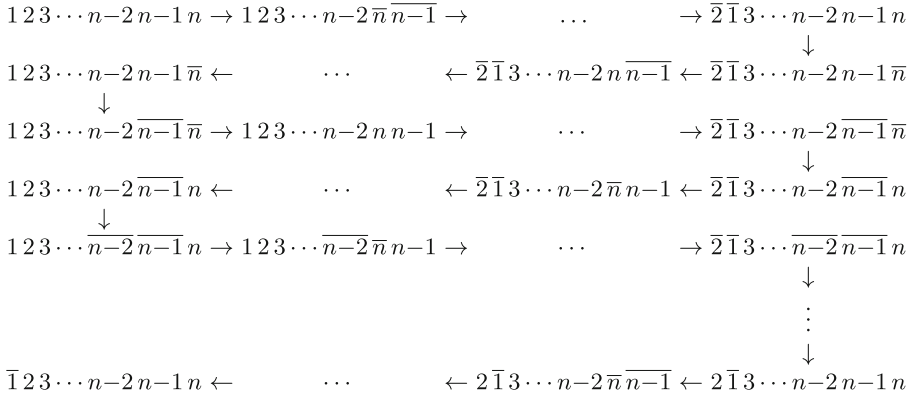 1 2 3 ⋯ n−2 n−1 n → 1 2 3 ⋯ n−2 n̅ n̅−̅1̅ → ⋯ → 2̅ 1̅ 3 ⋯ n−2 n−1 n
↓
1 2 3 ⋯ n−2 n−1 n̅ ← ⋯ ← 2̅ 1̅ 3 ⋯ n−2 n n̅−̅1̅ ← 2̅ 1̅ 3 ⋯ n−2 n−1 n̅
↓
1 2 3 ⋯ n−2 n̅−̅1̅ n̅ → 1 2 3 ⋯ n−2 n n−1 → ⋯ → 2̅ 1̅ 3 ⋯ n−2 n̅−̅1̅ n̅
↓
1 2 3 ⋯ n−2 n̅−̅1̅ n ← ⋯ ← 2̅ 1̅ 3 ⋯ n−2 n̅ n−1 ← 2̅ 1̅ 3 ⋯ n−2 n̅−̅1̅ n
↓
1 2 3 ⋯ n̅−̅2̅ n̅−̅1̅ n → 1 2 3 ⋯ n̅−̅2̅ n̅ n−1 → ⋯ → 2̅ 1̅ 3 ⋯ n̅−̅2̅ n̅−̅1̅ n
↓
⋮
↓
1̅ 2 3 ⋯ n−2 n−1 n ← ⋯ ← 2 1̅ 3 ⋯ n−2 n̅ n̅−̅1̅ ← 2 1̅ 3 ⋯ n−2 n−1 n